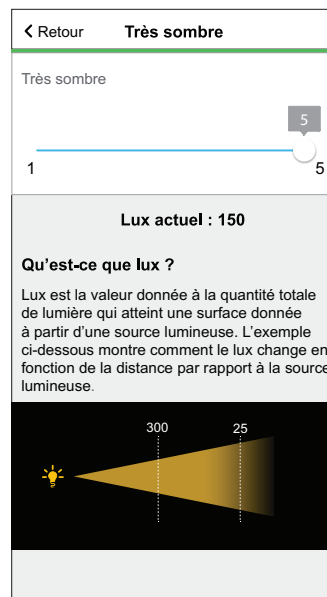 Retour Très sombre
Très sombre
5
1 5
Lux actuel : 150
Qu'est-ce que lux ?
Lux est la valeur donnée à la quantité totale
de lumière qui atteint une surface donnée
à partir d'une source lumineuse. L'exemple
ci-dessous montre comment le lux change en
fonction de la distance par rapport à la source
lumineuse.
300 25